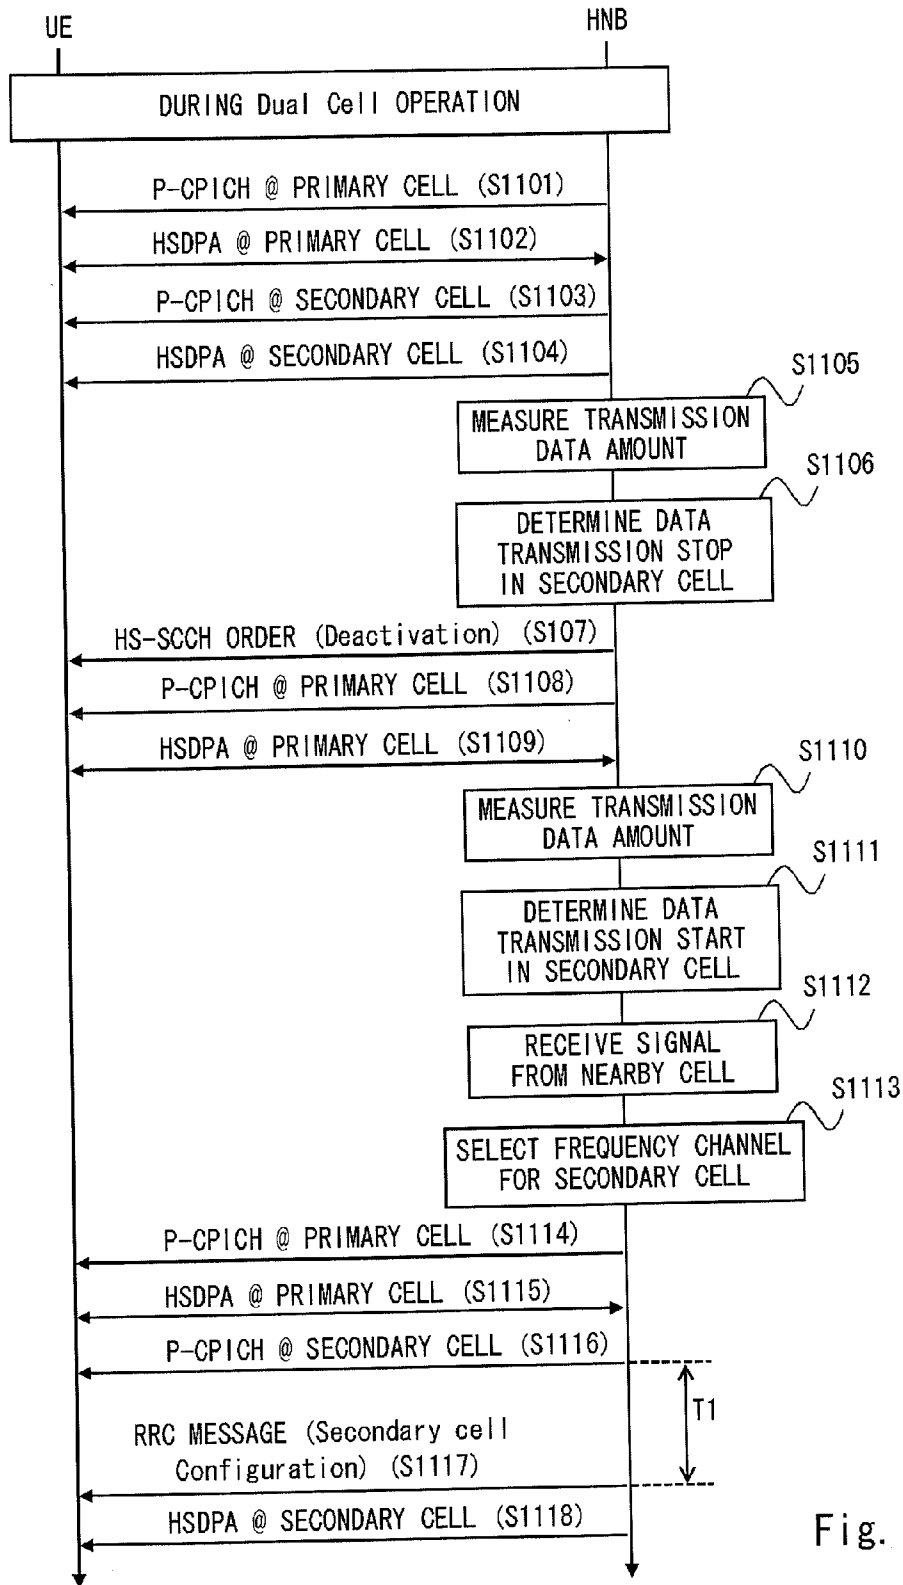 UE
HNB
DURING Dual Cell OPERATION
P-CPICH @ PRIMARY CELL (S1101)
HSDPA @ PRIMARY CELL (S1102)
P-CPICH @ SECONDARY CELL (S1103)
HSDPA @ SECONDARY CELL (S1104)
S1105
MEASURE TRANSMISSION
DATA AMOUNT
S1106
DETERMINE DATA
TRANSMISSION STOP
IN SECONDARY CELL
HS-SCCH ORDER (Deactivation) (S107)
P-CPICH @ PRIMARY CELL (S1108)
HSDPA @ PRIMARY CELL (S1109)
S1110
MEASURE TRANSMISSION
DATA AMOUNT
S1111
DETERMINE DATA
TRANSMISSION START
IN SECONDARY CELL
S1112
RECEIVE SIGNAL
FROM NEARBY CELL
S1113
SELECT FREQUENCY CHANNEL
FOR SECONDARY CELL
P-CPICH @ PRIMARY CELL (S1114)
HSDPA @ PRIMARY CELL (S1115)
P-CPICH @ SECONDARY CELL (S1116)
T1
RRC MESSAGE (Secondary cell
Configuration) (S1117)
HSDPA @ SECONDARY CELL (S1118)
Fig.